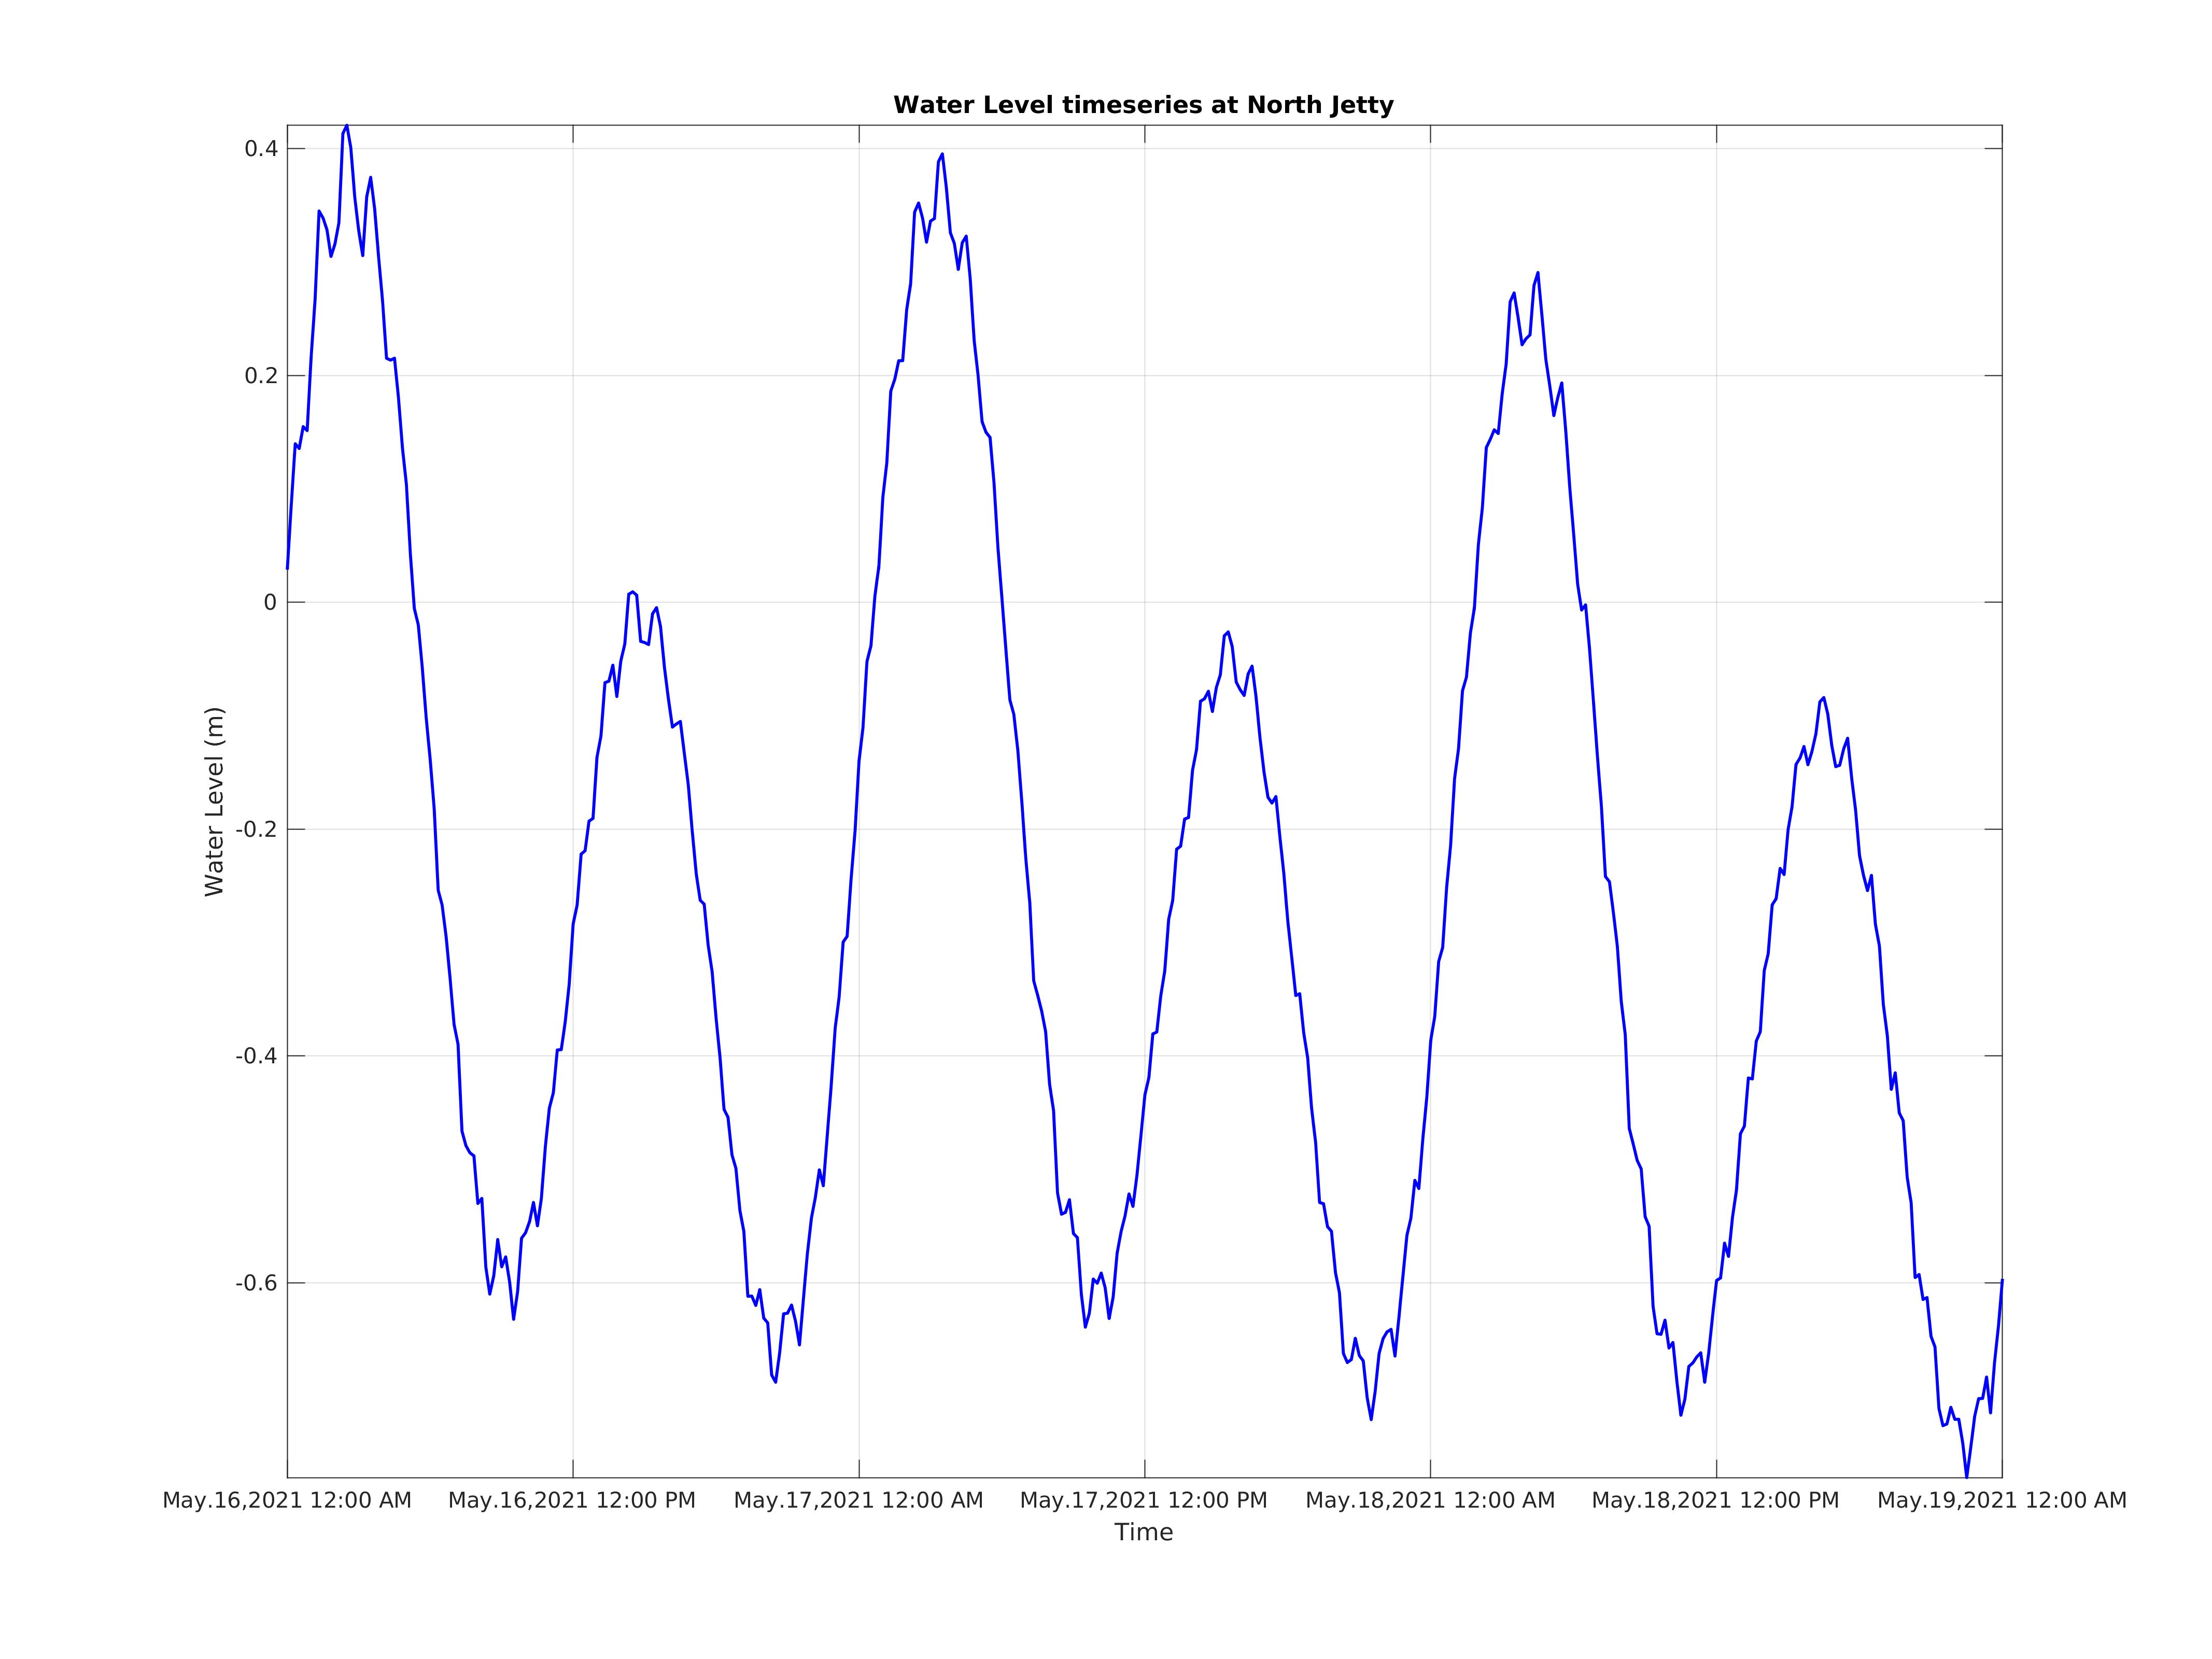 Water Level timeseries at North Jetty
0.4
0.2
0
-0.2
-0.4
-0.6
Water Level (m)
May.16,2021 12:00 AM May.16,2021 12:00 PM May.17,2021 12:00 AM May.17,2021 12:00 PM May.18,2021 12:00 AM May.18,2021 12:00 PM May.19,2021 12:00 AM
Time